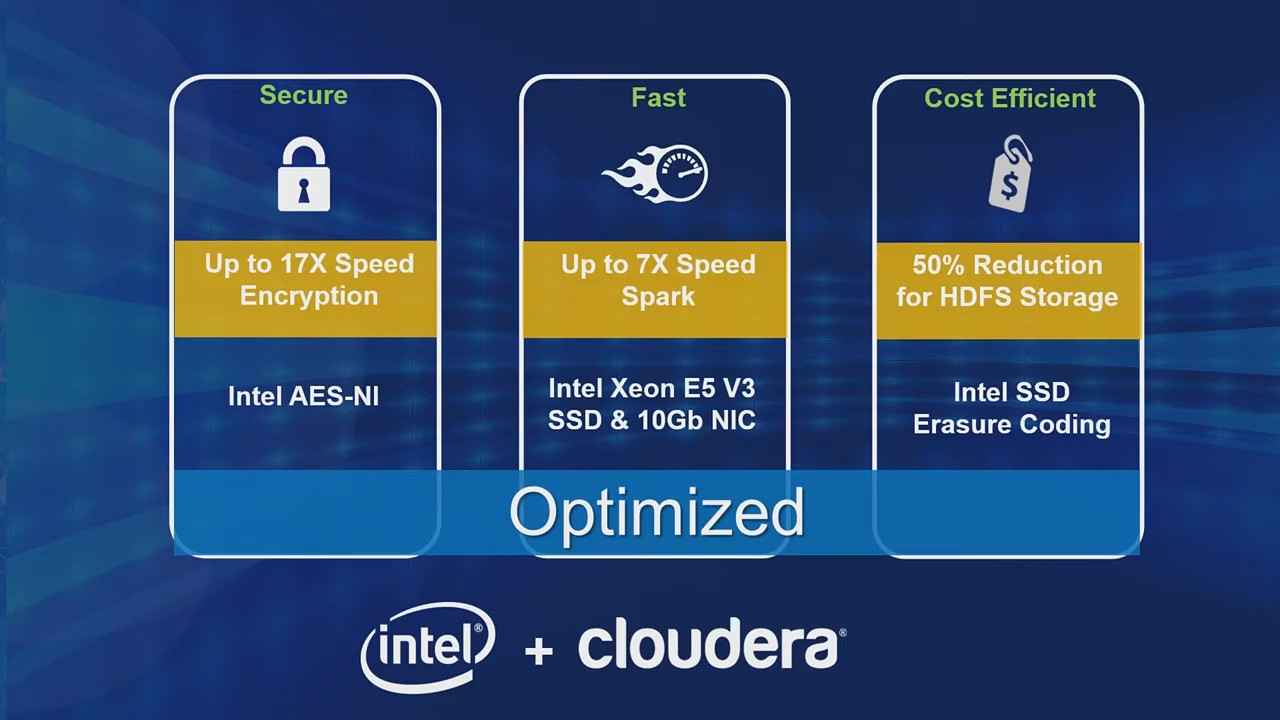 Secure
Up to 17X Speed
Encryption
Intel AES-NI
Fast
Up to 7X Speed
Spark
Intel Xeon E5 V3
SSD & 10Gb NIC
Cost Efficient
$
50% Reduction
for HDFS Storage
Intel SSD
Erasure Coding
Optimized
intel® + cloudera®